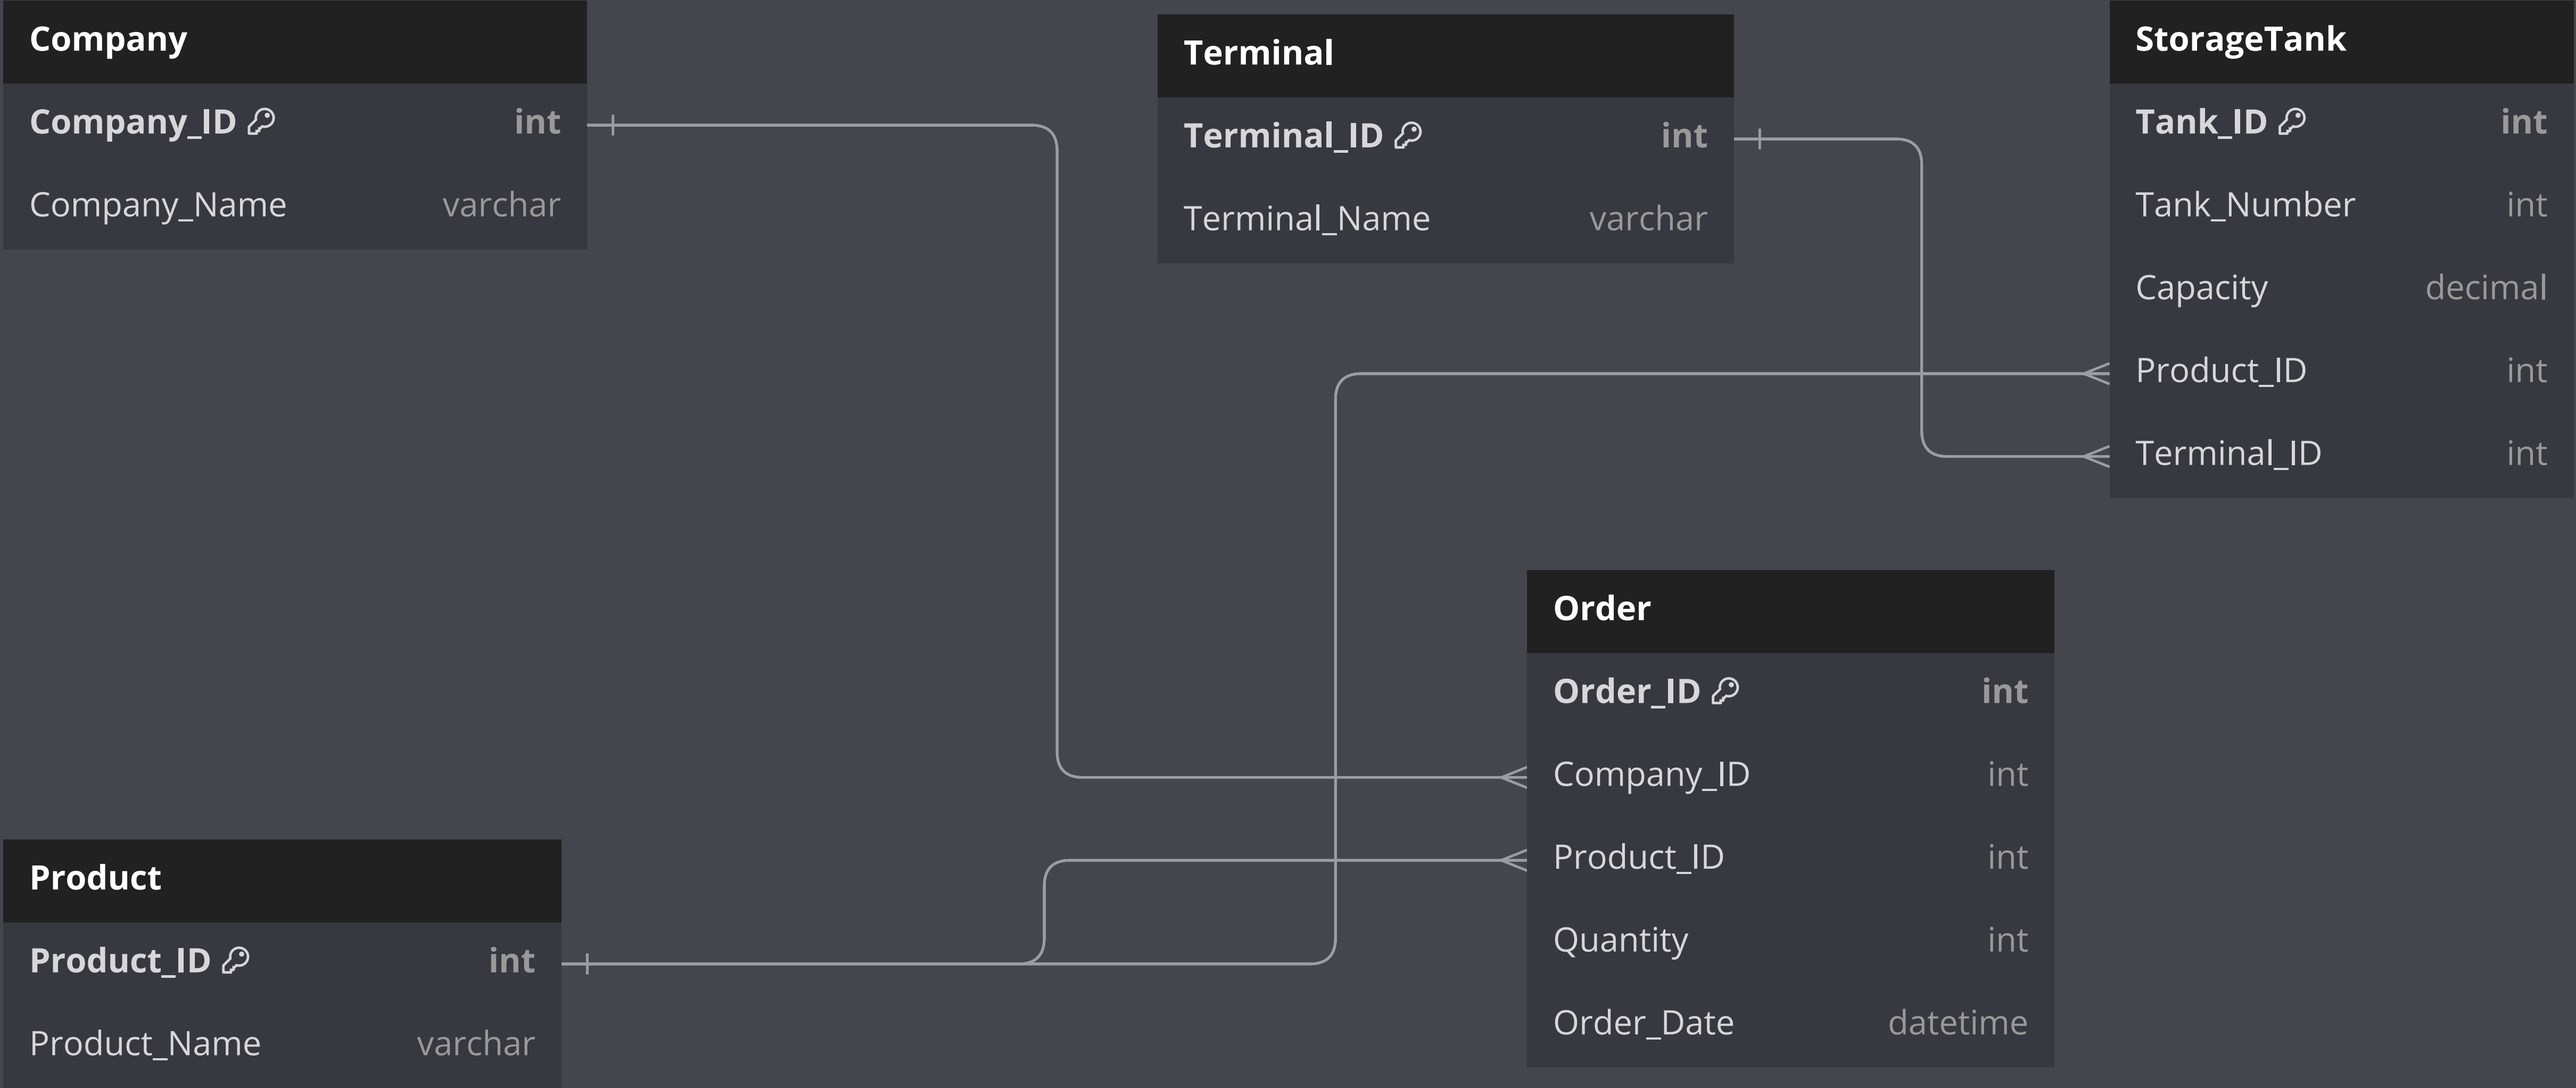 Company
Company_ID int
Company_Name varchar
Terminal
Terminal_ID int
Terminal_Name varchar
StorageTank
Tank_ID int
Tank_Number int
Capacity decimal
Product_ID int
Terminal_ID int
Order
Order_ID int
Company_ID int
Product_ID int
Quantity int
Order_Date datetime
Product
Product_ID int
Product_Name varchar